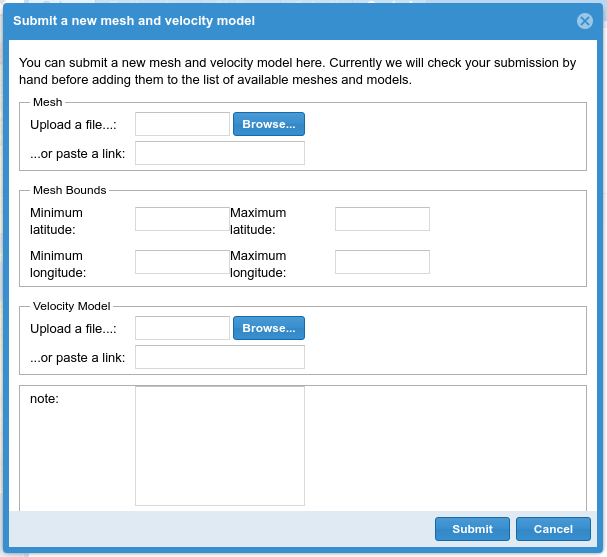 Submit a new mesh and velocity model
You can submit a new mesh and velocity model here. Currently we will check your submission by
hand before adding them to the list of available meshes and models.
Mesh
Upload a file...: Browse...
...or paste a link:
Mesh Bounds
Minimum latitude: Maximum latitude:
Minimum longitude: Maximum longitude:
Velocity Model
Upload a file...: Browse...
...or paste a link:
note:
Submit Cancel